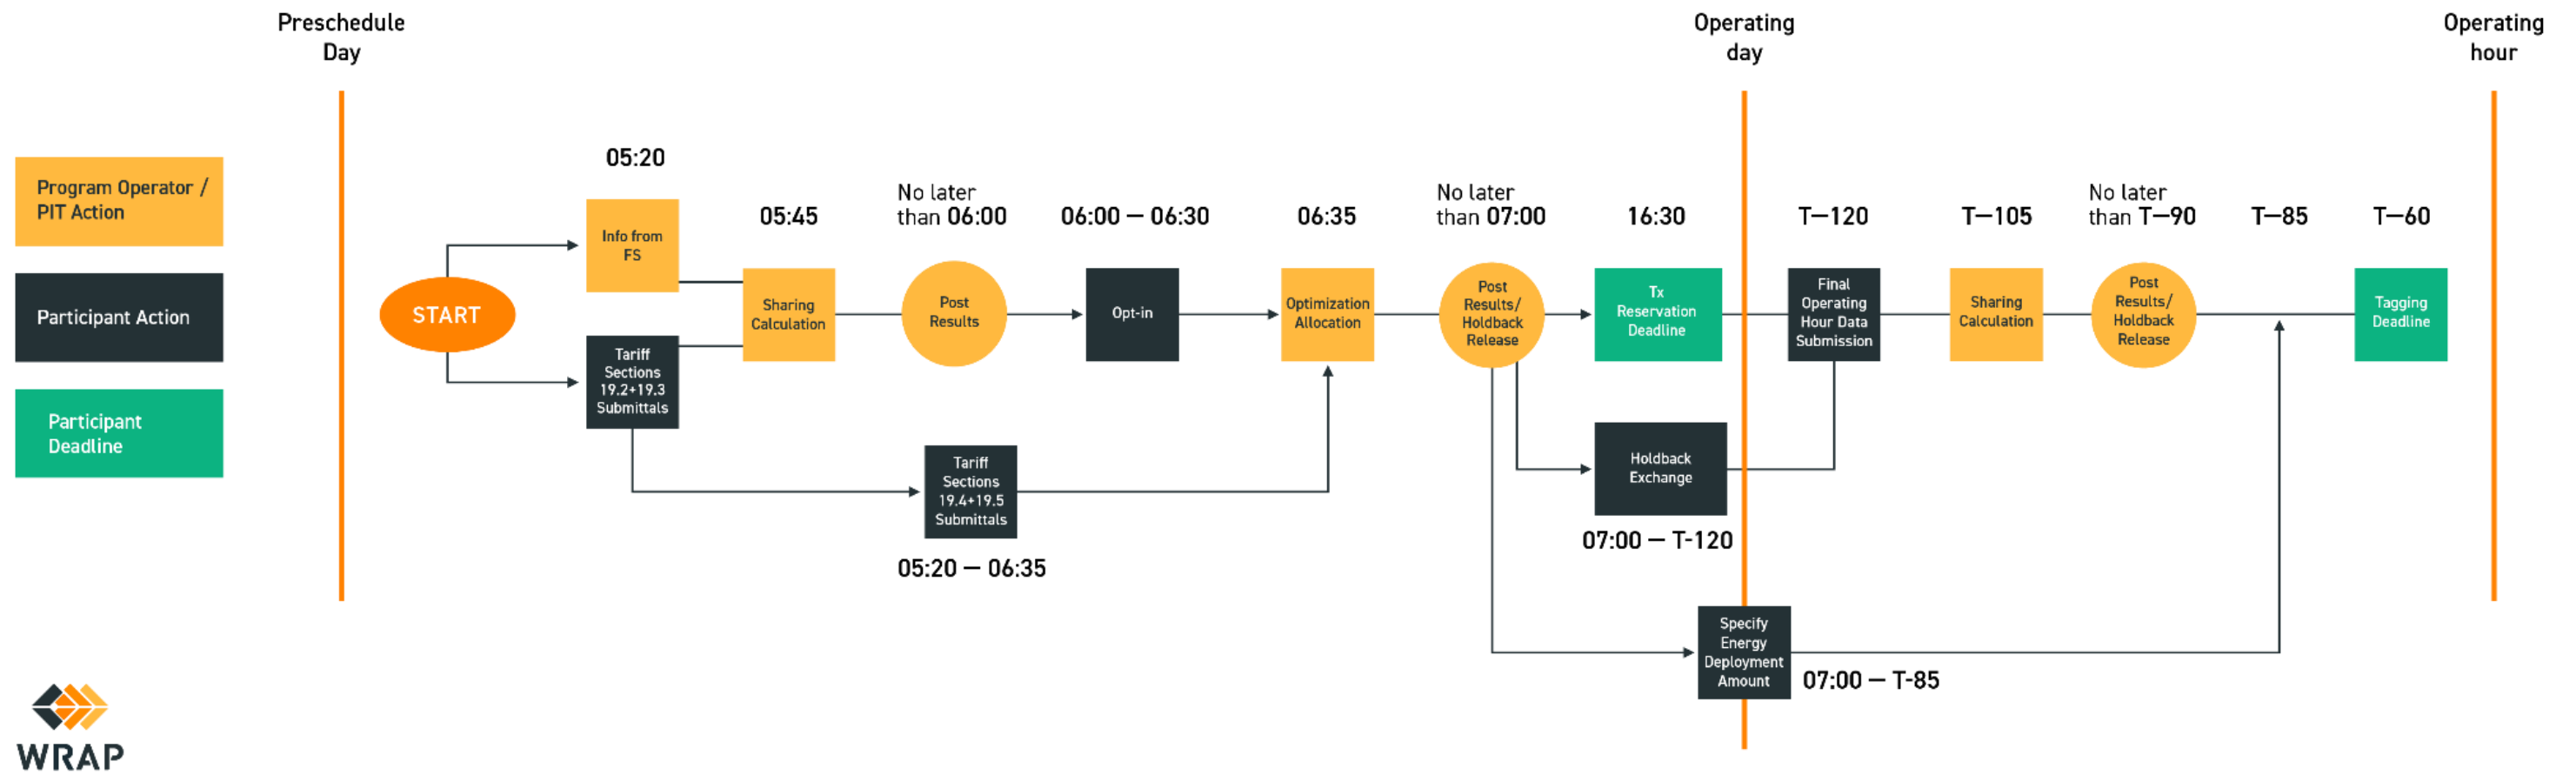 Preschedule
Day
Operating
day
Operating
hour
Program Operator /
PIT Action
Participant Action
Participant
Deadline
START
05:20
Info from
FS
Tariff
Sections
19.2+19.3
Submittals
05:45
Sharing
Calculation
No later
than 06:00
Post
Results
Tariff
Sections
19.4+19.5
Submittals
05:20 — 06:35
06:00 — 06:30
Opt-in
06:35
Optimization
Allocation
No later
than 07:00
Post
Results/
Holdback
Release
16:30
Tx
Reservation
Deadline
Holdback
Exchange
07:00 — T-120
Specify
Energy
Deployment
Amount
07:00 — T-85
T—120
Final
Operating
Hour Data
Submission
T—105
Sharing
Calculation
No later
than T—90
Post
Results/
Holdback
Release
T—85
T—60
Tagging
Deadline
WRAP